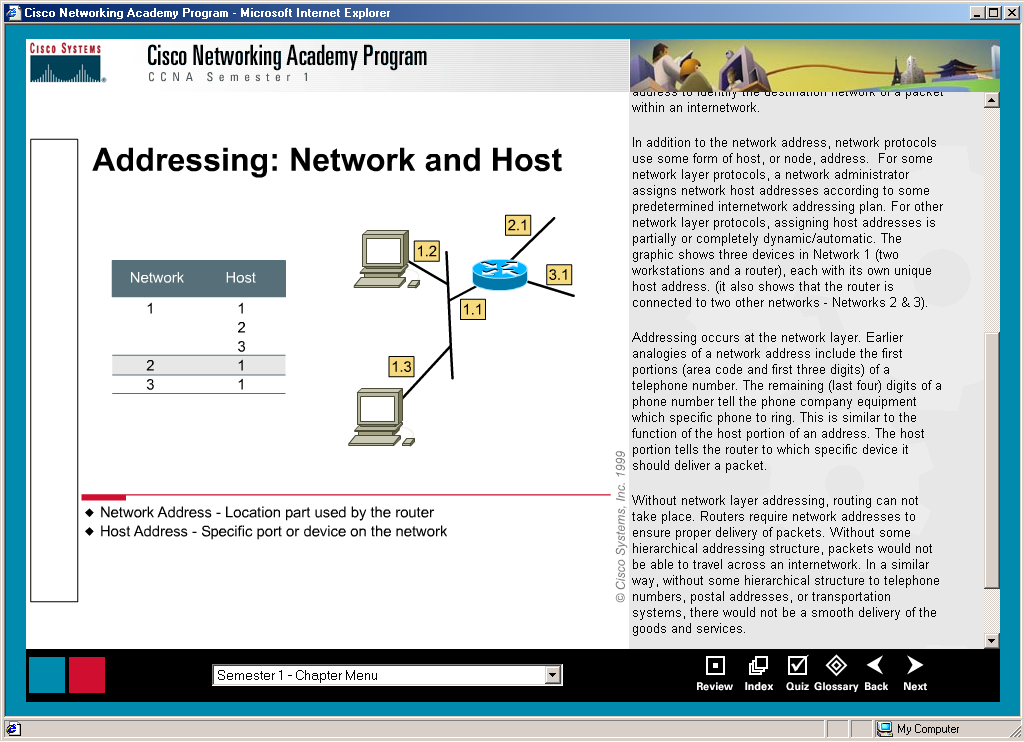 Cisco Networking Academy Program - Microsoft Internet Explorer
CISCO SYSTEMS
Cisco Networking Academy Program
CCNA Semester 1
Addressing: Network and Host
Network Host
1 1
2
3
2 1
3 1
2.1
1.2
3.1
1.1
1.3
Network Address - Location part used by the router
Host Address - Specific port or device on the network
© Cisco Systems, Inc. 1999
address to identify the destination network of a packet
within an internetwork.
In addition to the network address, network protocols
use some form of host, or node, address. For some
network layer protocols, a network administrator
assigns network host addresses according to some
predetermined internetwork addressing plan. For other
network layer protocols, assigning host addresses is
partially or completely dynamic/automatic. The
graphic shows three devices in Network 1 (two
workstations and a router), each with its own unique
host address. (it also shows that the router is
connected to two other networks - Networks 2 & 3).
Addressing occurs at the network layer. Earlier
analogies of a network address include the first
portions (area code and first three digits) of a
telephone number. The remaining (last four) digits of a
phone number tell the phone company equipment
which specific phone to ring. This is similar to the
function of the host portion of an address. The host
portion tells the router to which specific device it
should deliver a packet.
Without network layer addressing, routing can not
take place. Routers require network addresses to
ensure proper delivery of packets. Without some
hierarchical addressing structure, packets would not
be able to travel across an internetwork. In a similar
way, without some hierarchical structure to telephone
numbers, postal addresses, or transportation
systems, there would not be a smooth delivery of the
goods and services.
Semester 1 - Chapter Menu
Review Index Quiz Glossary Back Next
My Computer